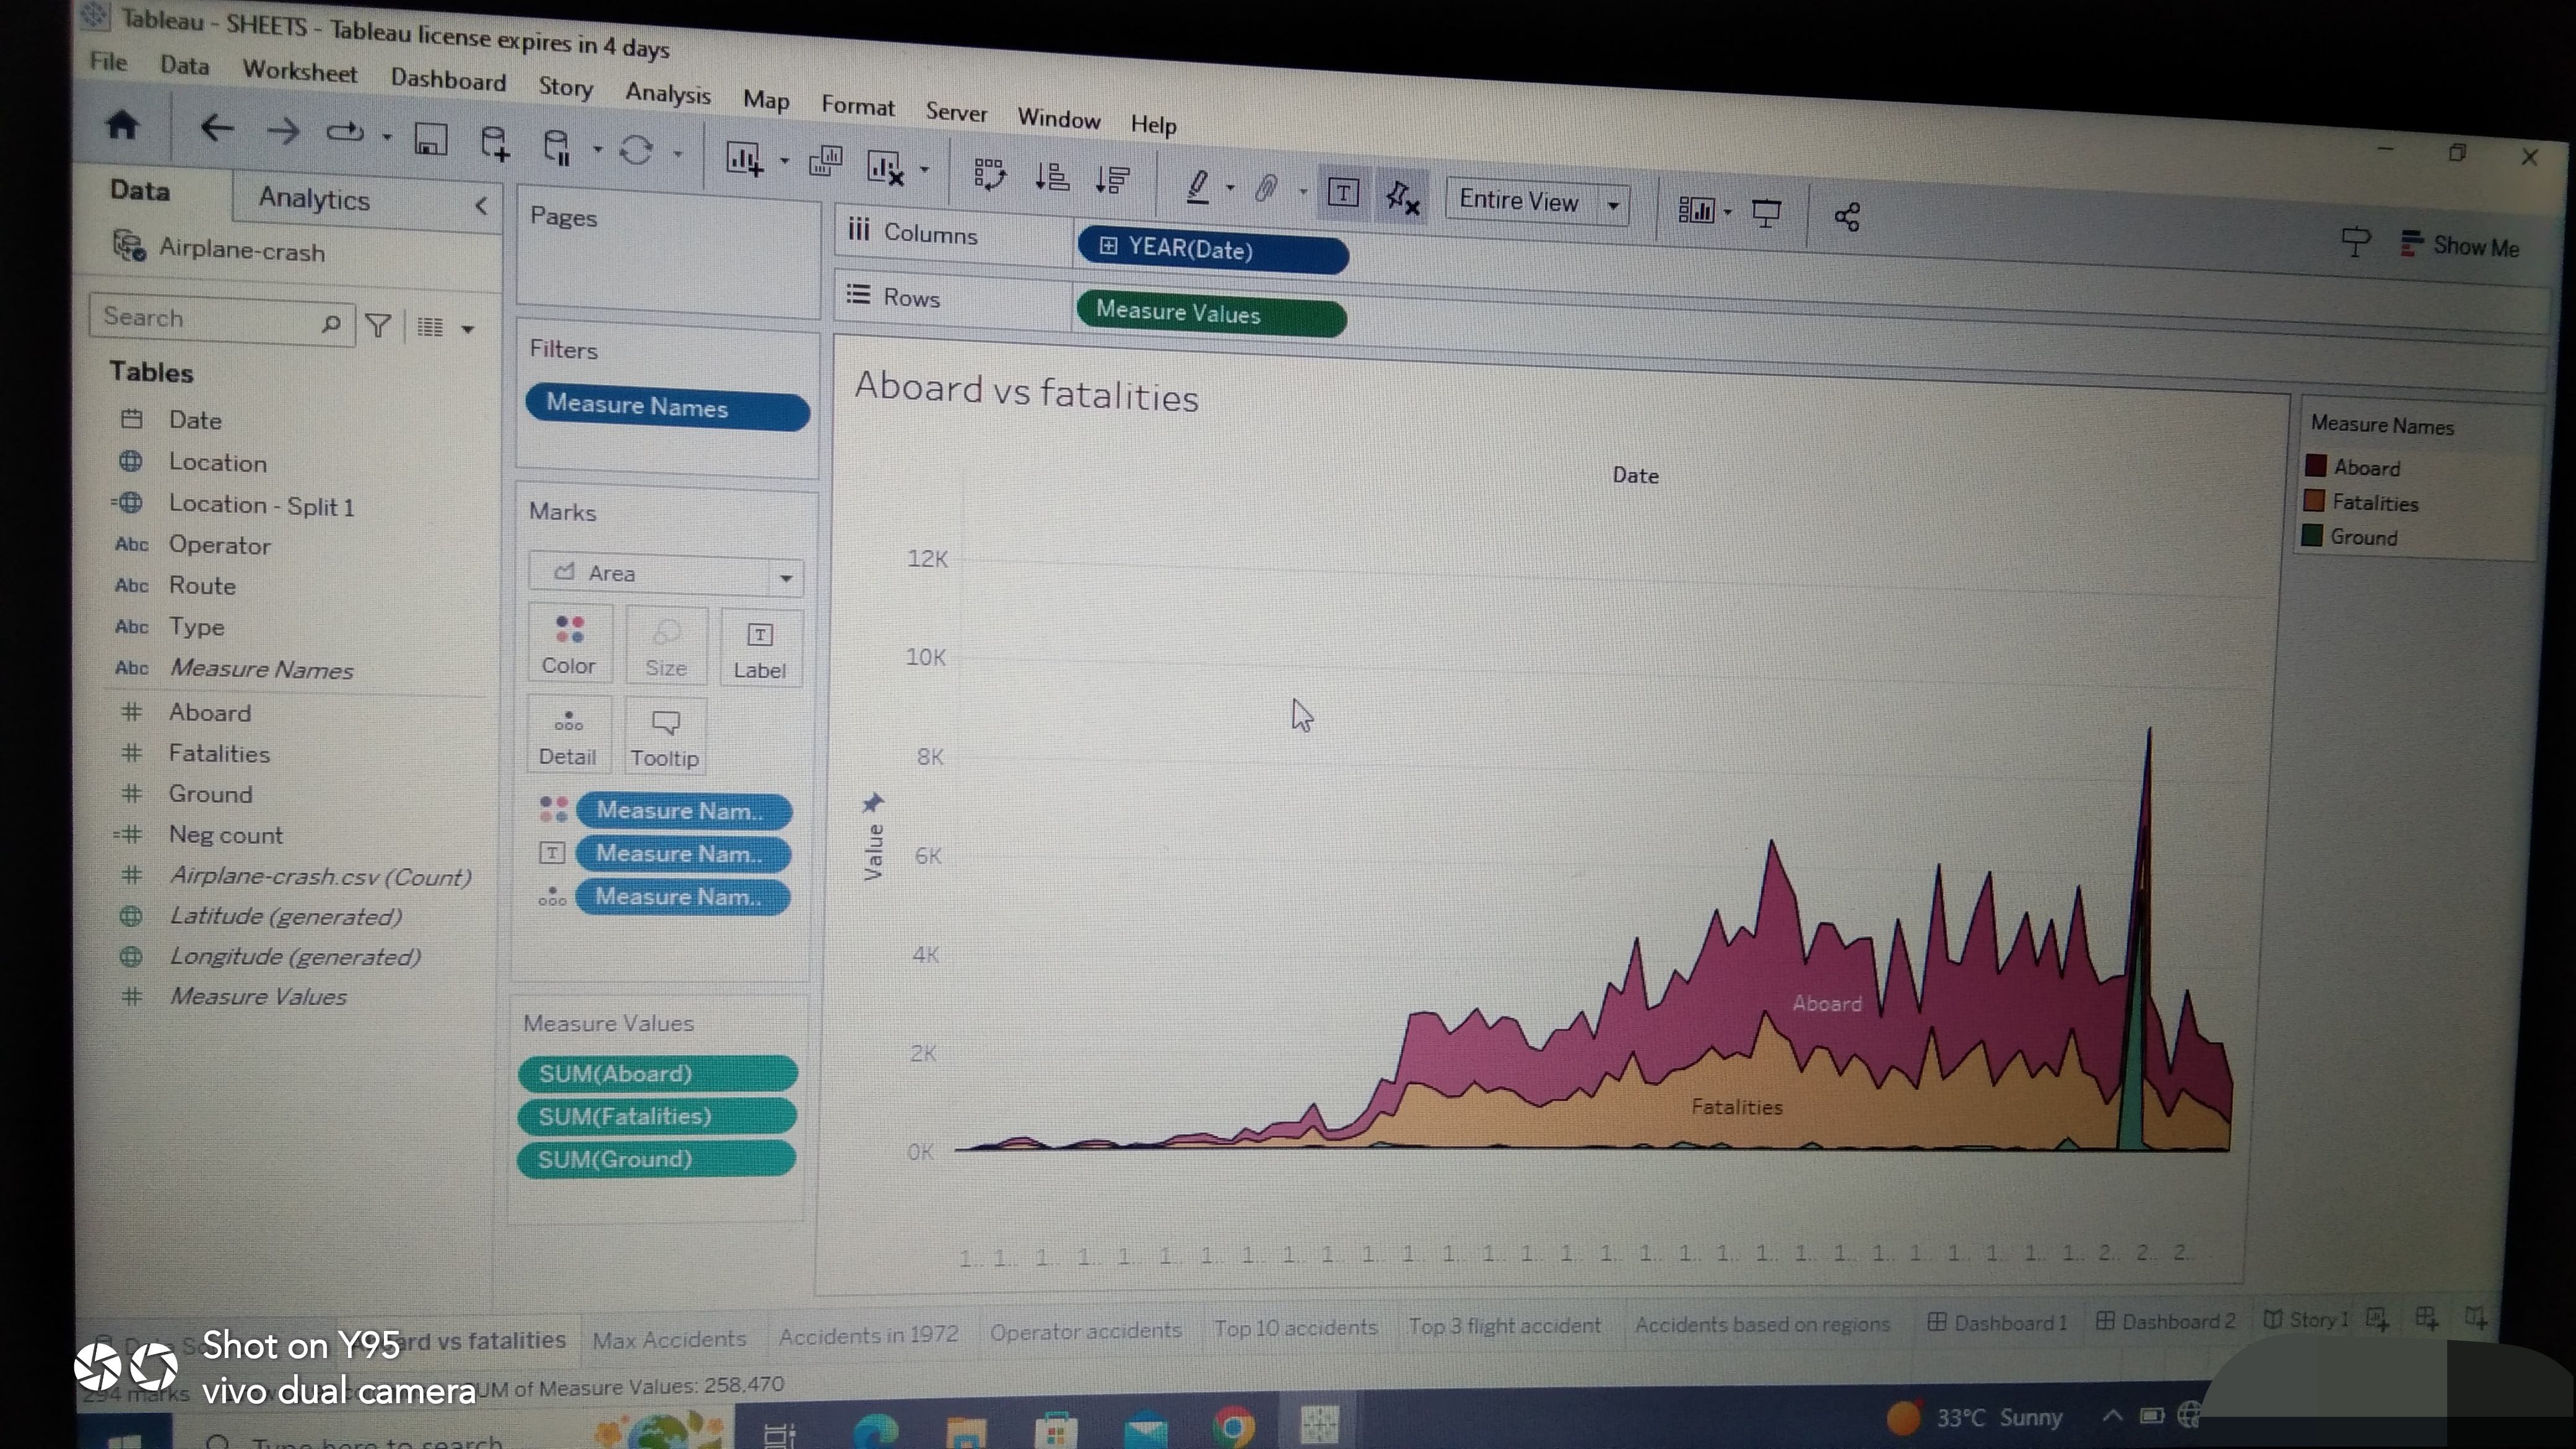 Tableau - SHEETS - Tableau license expires in 4 days
File Data Worksheet Dashboard Story Analysis Map Format Server Window Help
Entire View
Show Me
Data Analytics
Airplane-crash
Search
Tables
Date
Location
Location - Split 1
Abc Operator
Abc Route
Abc Type
Abc Measure Names
Aboard
Fatalities
Ground
Neg count
Airplane-crash.csv (Count)
Latitude (generated)
Longitude (generated)
Measure Values
Pages
Filters
Measure Names
Marks
Area
Color Size Label
Detail Tooltip
Measure Nam..
Measure Nam..
Measure Nam..
Measure Values
SUM(Aboard)
SUM(Fatalities)
SUM(Ground)
Columns YEAR(Date)
Rows Measure Values
Aboard vs fatalities
Date
12K
10K
8K
6K
4K
2K
0K
Value
Aboard
Fatalities
1.. 1.. 1.. 1.. 1.. 1.. 1.. 1.. 1.. 1.. 1.. 1.. 1.. 1.. 1.. 1.. 1.. 1.. 1.. 1.. 1.. 1.. 1.. 1.. 1.. 1.. 1.. 1.. 2.. 2.. 2..
Measure Names
Aboard
Fatalities
Ground
vs fatalities Max Accidents Accidents in 1972 Operator accidents Top 10 accidents Top 3 flight accident Accidents based on regions Dashboard 1 Dashboard 2 Story 1
294 marks SUM of Measure Values: 258,470
Type here to search
33°C Sunny
Shot on Y95
vivo dual camera